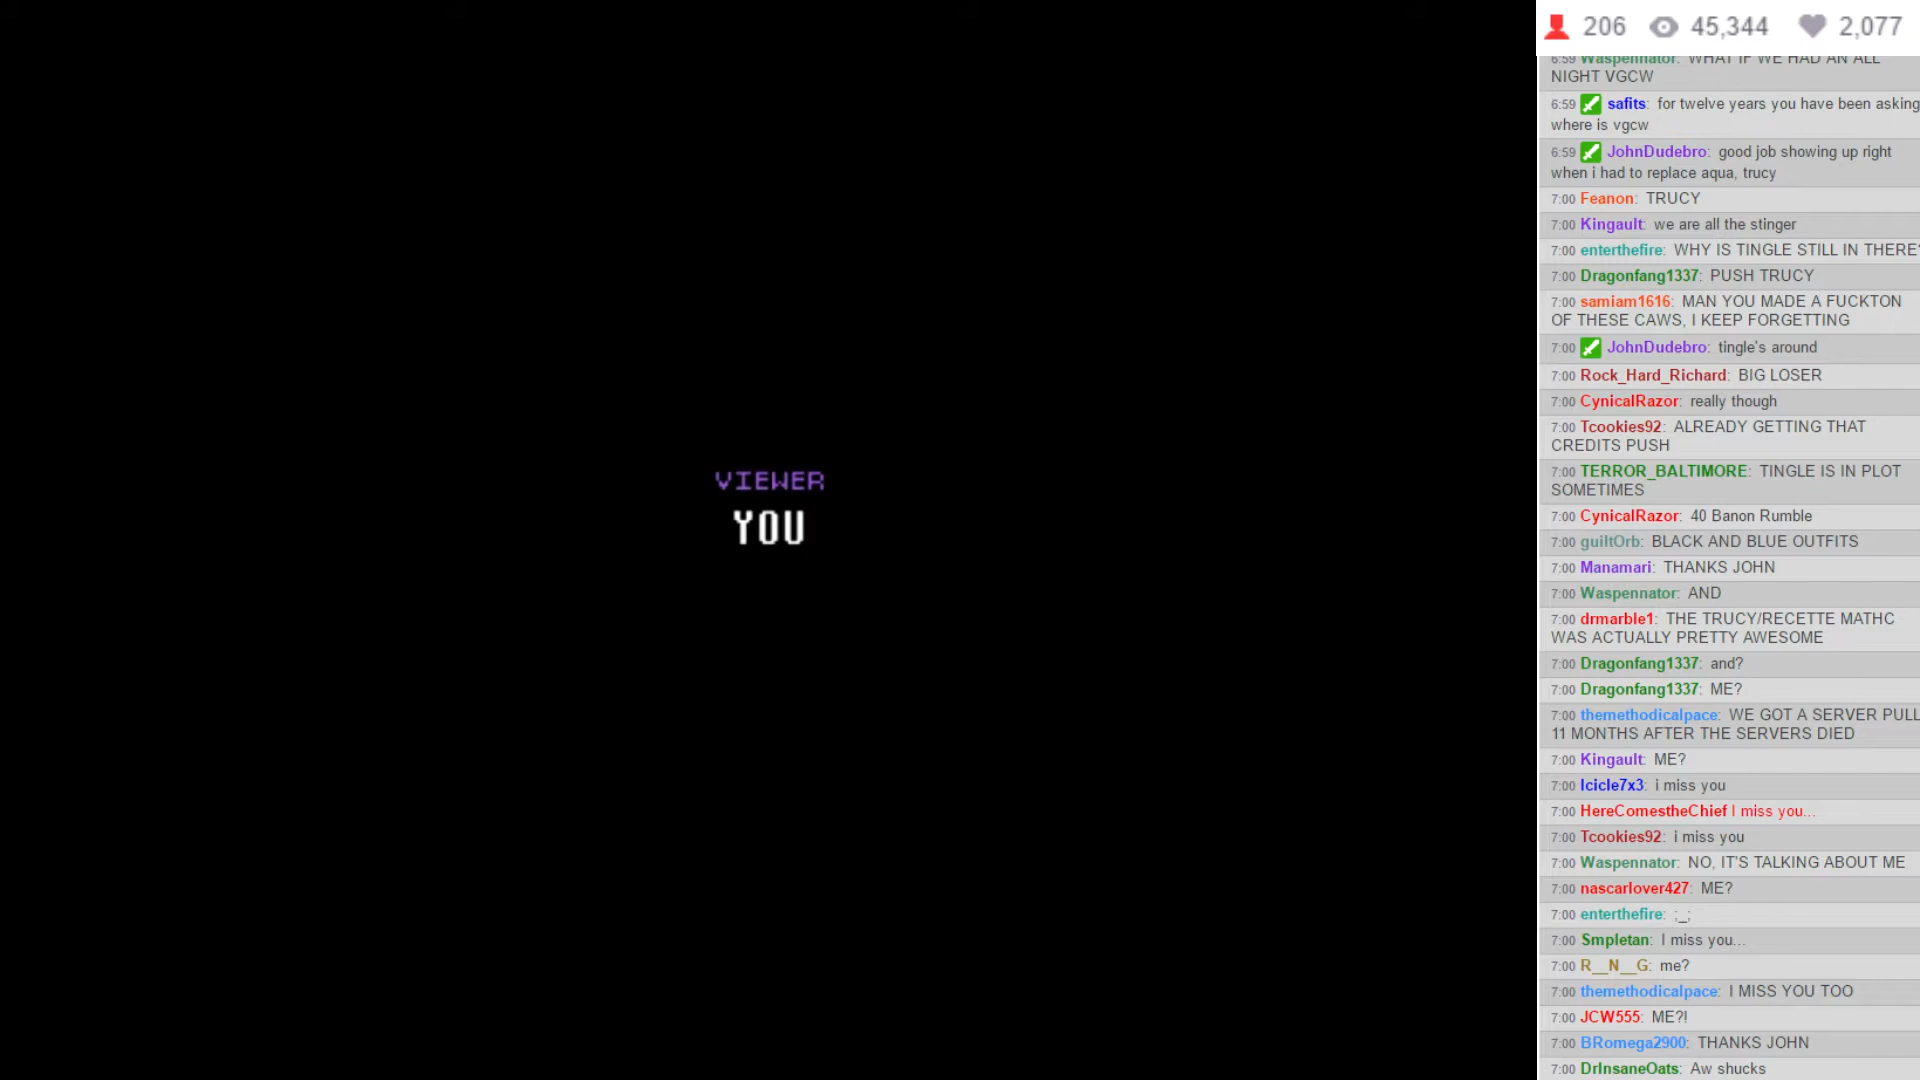 VIEWER
YOU
206 45,344 2,077
6:59 Waspennator: WHAT IF WE HAD AN ALL
NIGHT VGCW
6:59 safits: for twelve years you have been asking
where is vgcw
6:59 JohnDudebro: good job showing up right
when i had to replace aqua, trucy
7:00 Feanon: TRUCY
7:00 Kingault: we are all the stinger
7:00 enterthefire: WHY IS TINGLE STILL IN THERE?
7:00 Dragonfang1337: PUSH TRUCY
7:00 samiam1616: MAN YOU MADE A FUCKTON
OF THESE CAWS, I KEEP FORGETTING
7:00 JohnDudebro: tingle's around
7:00 Rock_Hard_Richard: BIG LOSER
7:00 CynicalRazor: really though
7:00 Tcookies92: ALREADY GETTING THAT
CREDITS PUSH
7:00 TERROR_BALTIMORE: TINGLE IS IN PLOT
SOMETIMES
7:00 CynicalRazor: 40 Banon Rumble
7:00 guiltOrb: BLACK AND BLUE OUTFITS
7:00 Manamari: THANKS JOHN
7:00 Waspennator: AND
7:00 drmarble1: THE TRUCY/RECETTE MATHC
WAS ACTUALLY PRETTY AWESOME
7:00 Dragonfang1337: and?
7:00 Dragonfang1337: ME?
7:00 themethodicalpace: WE GOT A SERVER PULL
11 MONTHS AFTER THE SERVERS DIED
7:00 Kingault: ME?
7:00 Icicle7x3: i miss you
7:00 HereComestheChief I miss you...
7:00 Tcookies92: i miss you
7:00 Waspennator: NO, IT'S TALKING ABOUT ME
7:00 nascarlover427: ME?
7:00 enterthefire: ;_;
7:00 Smpletan: I miss you...
7:00 R__N__G: me?
7:00 themethodicalpace: I MISS YOU TOO
7:00 JCW555: ME?!
7:00 BRomega2900: THANKS JOHN
7:00 DrInsaneOats: Aw shucks